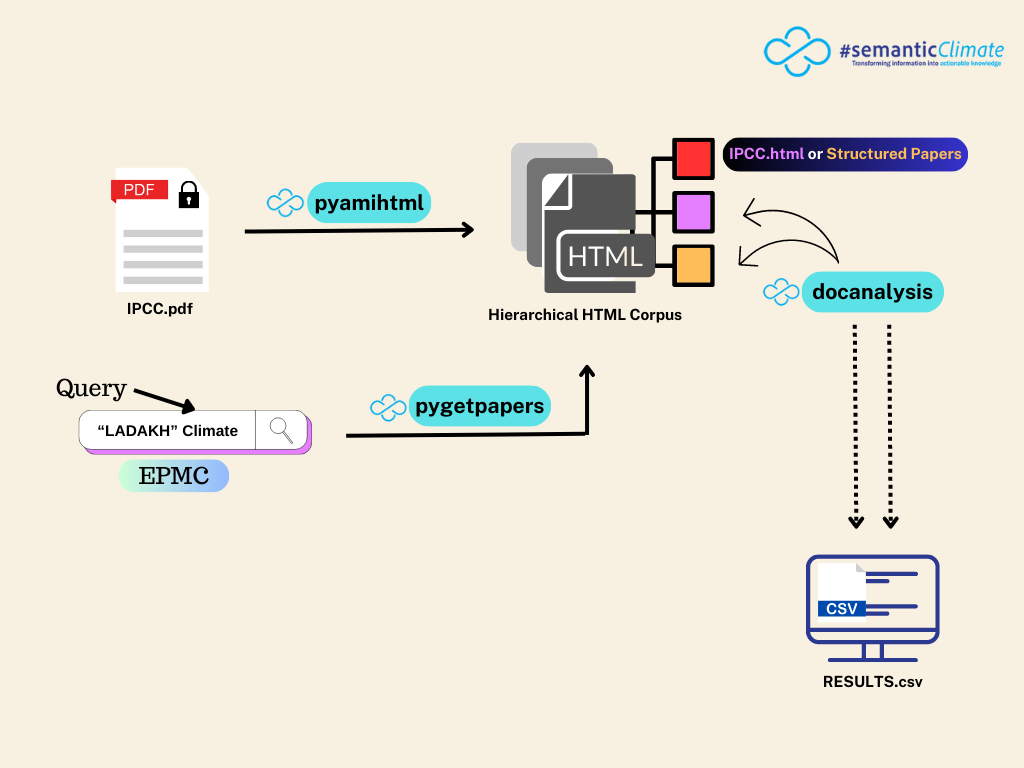 #semanticClimate
Transforming information into actionable knowledge
IPCC.html or Structured Papers
PDF
pyamihtml
HTML
IPCC.pdf
Hierarchical HTML Corpus
docanalysis
Query
pygetpapers
“LADAKH” Climate
EPMC
CSV
RESULTS.csv